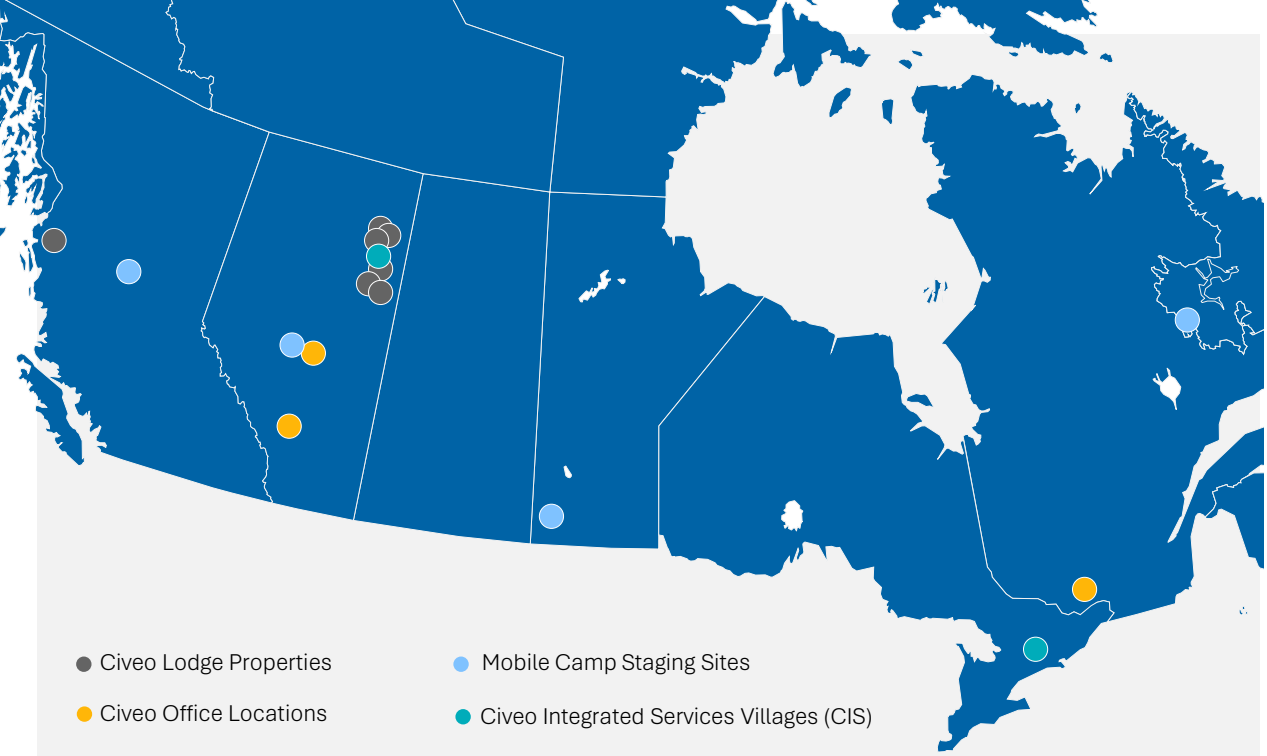 Civeo Lodge Properties
Mobile Camp Staging Sites
Civeo Office Locations
Civeo Integrated Services Villages (CIS)